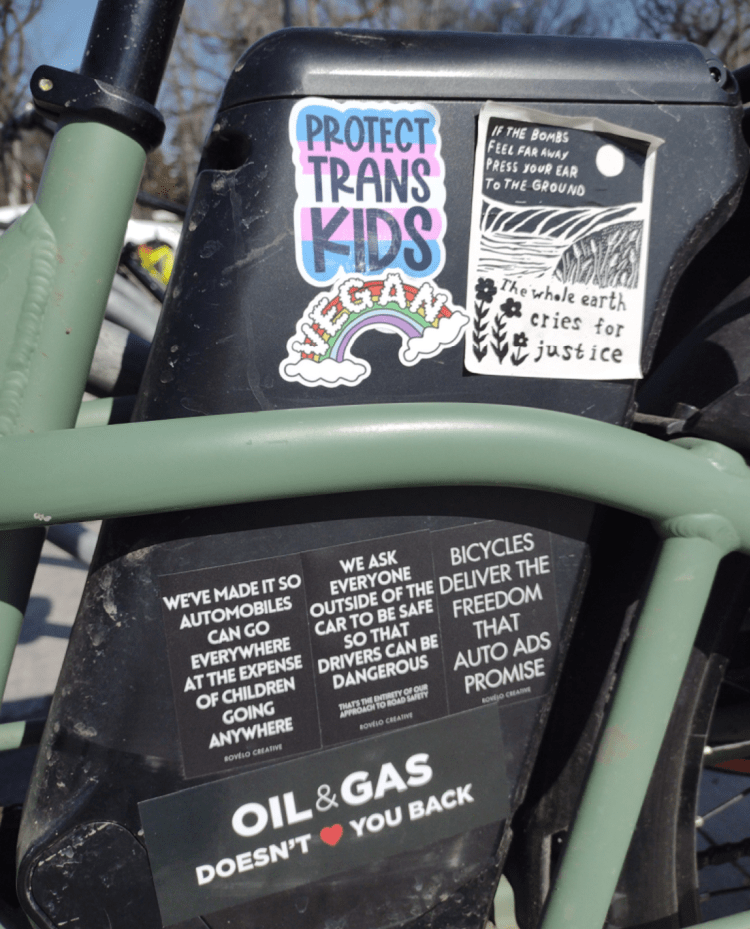 PROTECT
TRANS
KIDS
VEGAN
IF THE BOMBS
FEEL FAR AWAY
PRESS YOUR EAR
TO THE GROUND
The whole earth
cries for
justice
WE'VE MADE IT SO
AUTOMOBILES
CAN GO
EVERYWHERE
AT THE EXPENSE
OF CHILDREN
GOING
ANYWHERE
ROVÉLO CREATIVE
WE ASK
EVERYONE
OUTSIDE OF THE
CAR TO BE SAFE
SO THAT
DRIVERS CAN BE
DANGEROUS
THAT'S THE ENTIRETY OF OUR
APPROACH TO ROAD SAFETY
ROVÉLO CREATIVE
BICYCLES
DELIVER THE
FREEDOM
THAT
AUTO ADS
PROMISE
ROVÉLO CREATIVE
OIL & GAS
DOESN'T ❤ YOU BACK